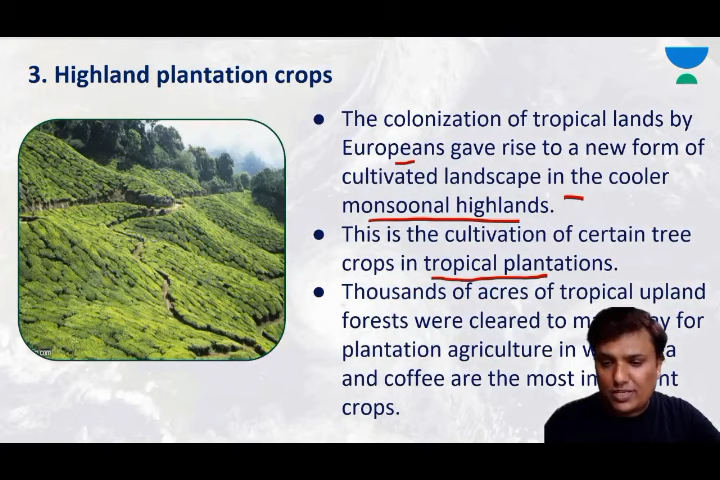 3. Highland plantation crops
● The colonization of tropical lands by
Europeans gave rise to a new form of
cultivated landscape in the cooler
monsoonal highlands.
● This is the cultivation of certain tree
crops in tropical plantations.
● Thousands of acres of tropical upland
forests were cleared to for
plantation agriculture in
and coffee are the most
crops.